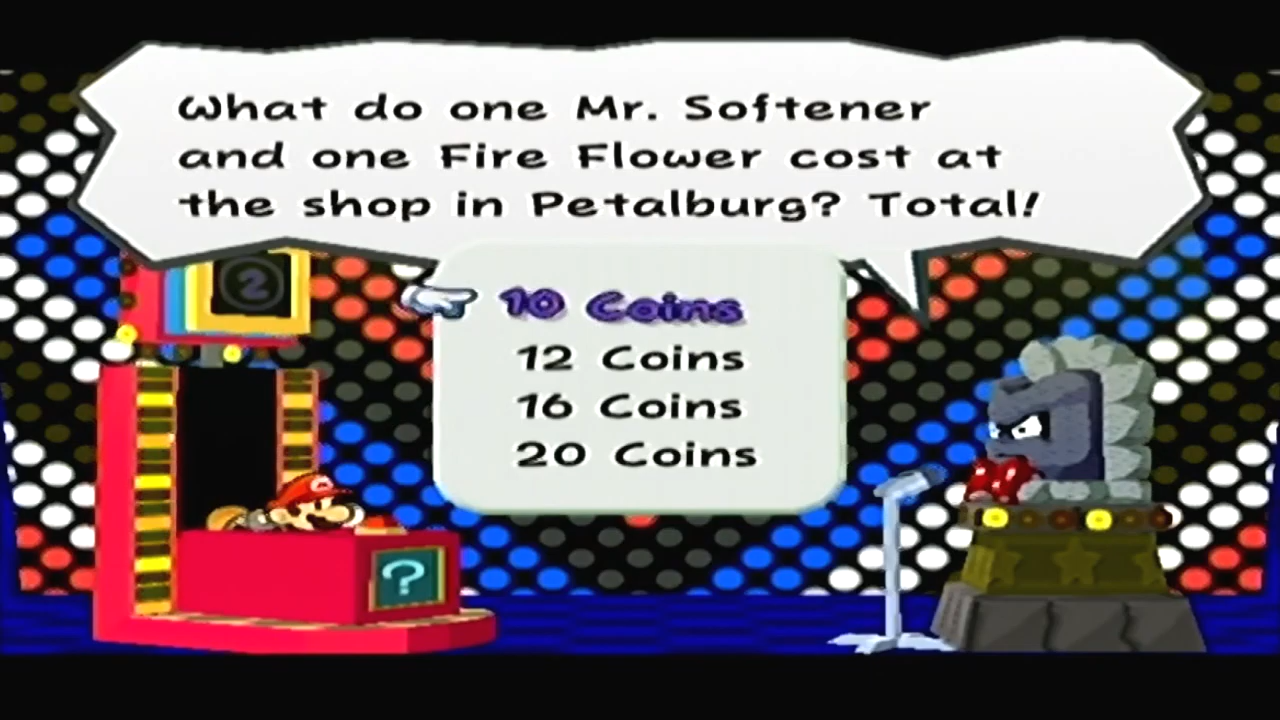 What do one Mr. Softener
and one Fire Flower cost at
the shop in Petalburg? Total!
2
10 Coins
12 Coins
16 Coins
20 Coins
?